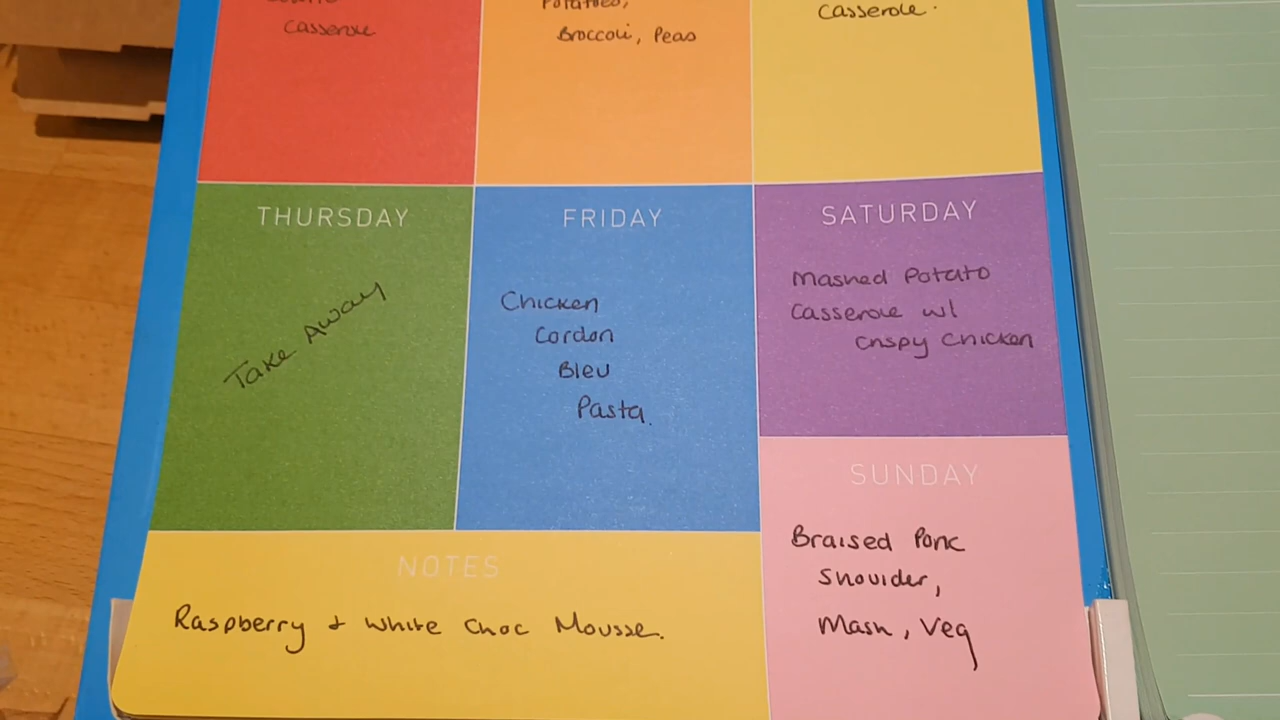 Casserole
Potatoes,
Broccoli, Peas
Casserole.
THURSDAY
Take Away
FRIDAY
Chicken
Cordon
Bleu
Pasta.
SATURDAY
Mashed Potato
Casserole w/
Crispy Chicken
SUNDAY
Braised Pork
Shoulder,
Mash, Veg
NOTES
Raspberry + White Choc Mousse.